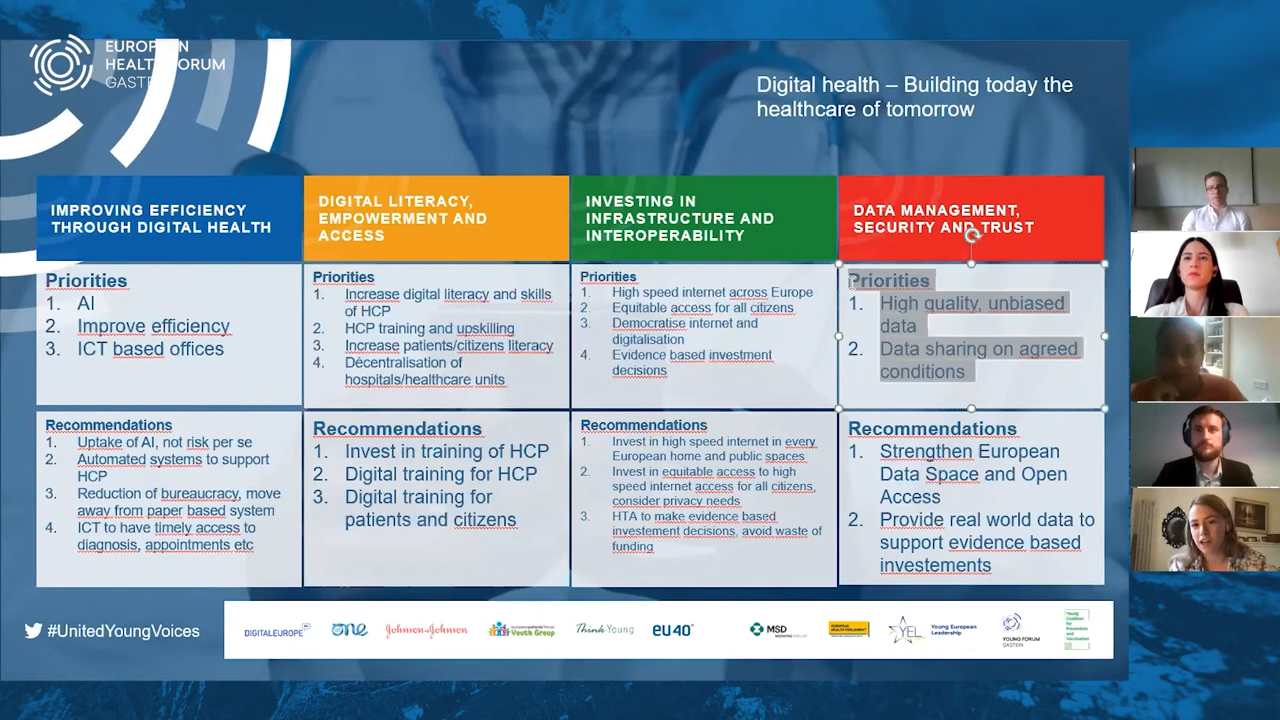 EUROPEAN
HEALTH FORUM
GASTEIN
Digital health – Building today the
healthcare of tomorrow
IMPROVING EFFICIENCY
THROUGH DIGITAL HEALTH
Priorities
1. AI
2. Improve efficiency
3. ICT based offices
Recommendations
1. Uptake of AI, not risk per se
2. Automated systems to support
HCP
3. Reduction of bureaucracy, move
away from paper based system
4. ICT to have timely access to
diagnosis, appointments etc
DIGITAL LITERACY,
EMPOWERMENT AND
ACCESS
Priorities
1. Increase digital literacy and skills
of HCP
2. HCP training and upskilling
3. Increase patients/citizens literacy
4. Décentralisation of
hospitals/healthcare units
Recommendations
1. Invest in training of HCP
2. Digital training for HCP
3. Digital training for
patients and citizens
INVESTING IN
INFRASTRUCTURE AND
INTEROPERABILITY
Priorities
1. High speed internet across Europe
2. Equitable access for all citizens
3. Democratise internet and
digitalisation
4. Evidence based investment
decisions
Recommendations
1. Invest in high speed internet in every
European home and public spaces
2. Invest in equitable access to high
speed internet access for all citizens,
consider privacy needs
3. HTA to make evidence based
investement decisions, avoid waste of
funding
DATA MANAGEMENT,
SECURITY AND TRUST
Priorities
1. High quality, unbiased
data
2. Data sharing on agreed
conditions
Recommendations
1. Strengthen European
Data Space and Open
Access
2. Provide real world data to
support evidence based
investements
#UnitedYoungVoices
DIGITALEUROPE
ONE
Johnson & Johnson
Youth Group
Think Young
eu40
MSD
EUROPEAN
HEALTH PARLIAMENT
YEL
Young European
Leadership
YOUNG FORUM
GASTEIN
Young
Coalition
for
Prevention
and
Vaccination